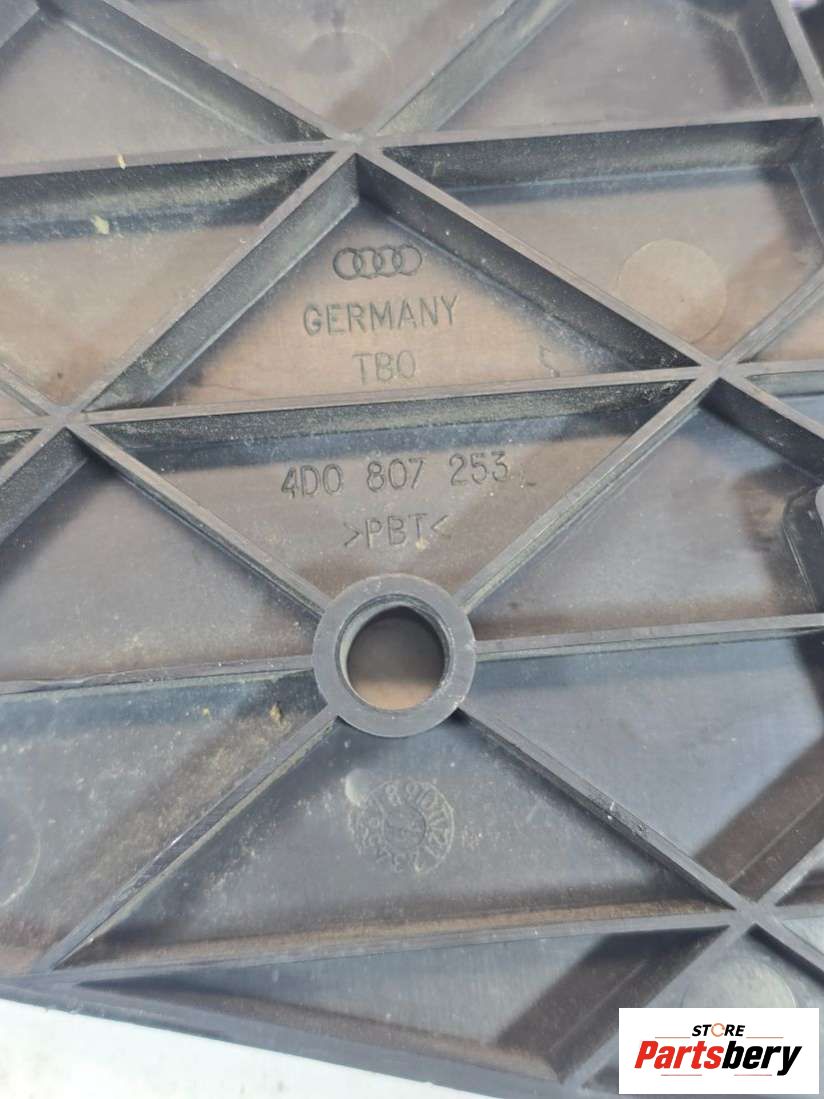 GERMANY
TBO
4D0 807 253
>PBT<
STORE
Partsbery